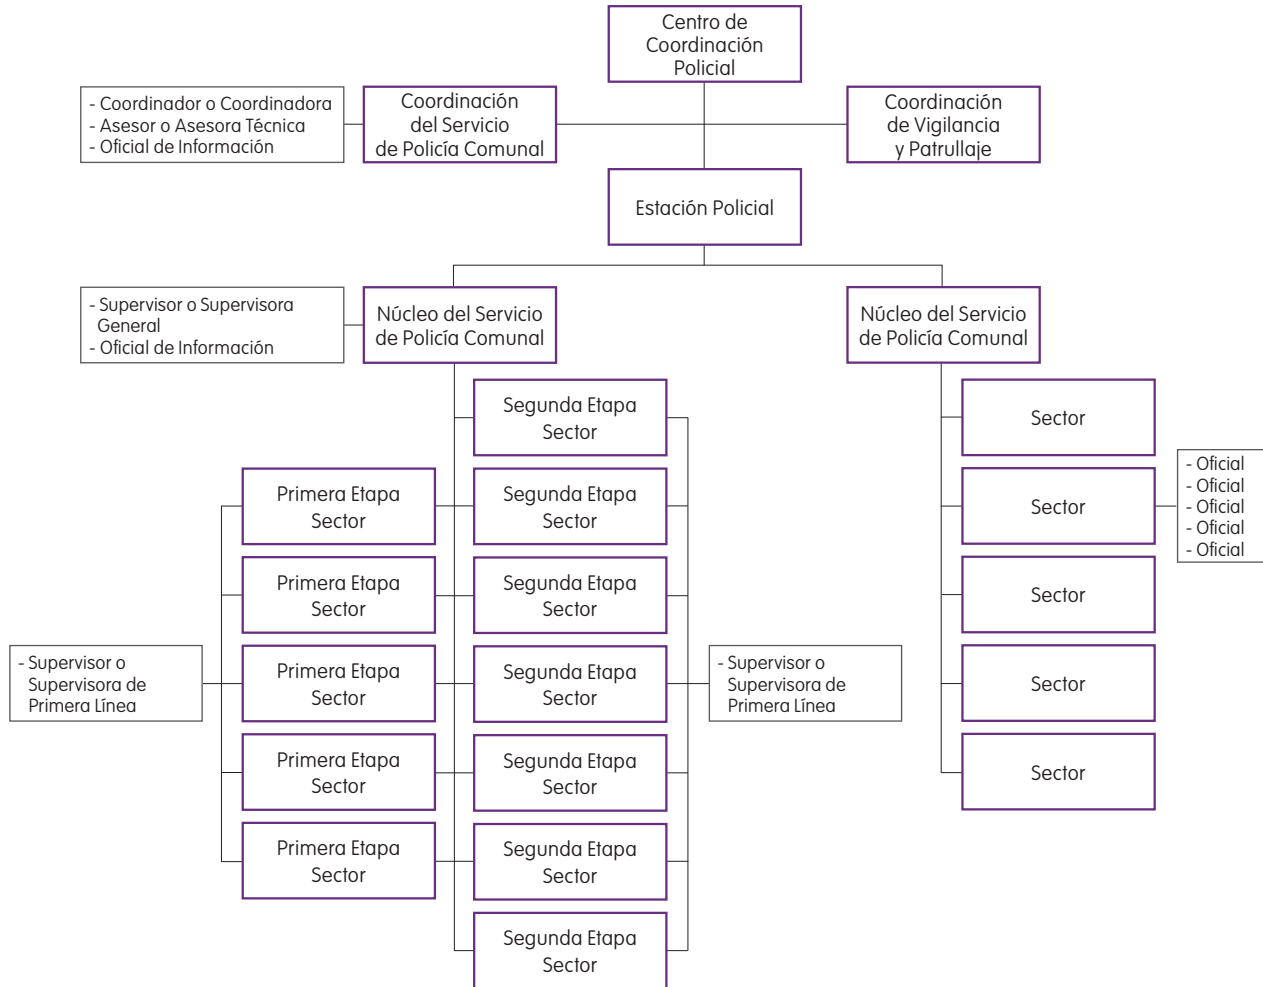 Centro de
Coordinación
Policial
- Coordinador o Coordinadora
- Asesor o Asesora Técnica
- Oficial de Información
Coordinación
del Servicio
de Policía Comunal
Coordinación
de Vigilancia
y Patrullaje
Estación Policial
- Supervisor o Supervisora
General
- Oficial de Información
Núcleo del Servicio
de Policía Comunal
Núcleo del Servicio
de Policía Comunal
Segunda Etapa
Sector
Sector
Primera Etapa
Sector
Segunda Etapa
Sector
Sector
- Oficial
- Oficial
- Oficial
- Oficial
- Oficial
Primera Etapa
Sector
Segunda Etapa
Sector
Sector
- Supervisor o
Supervisora de
Primera Línea
Primera Etapa
Sector
Segunda Etapa
Sector
- Supervisor o
Supervisora de
Primera Línea
Sector
Primera Etapa
Sector
Segunda Etapa
Sector
Sector
Primera Etapa
Sector
Segunda Etapa
Sector
Segunda Etapa
Sector